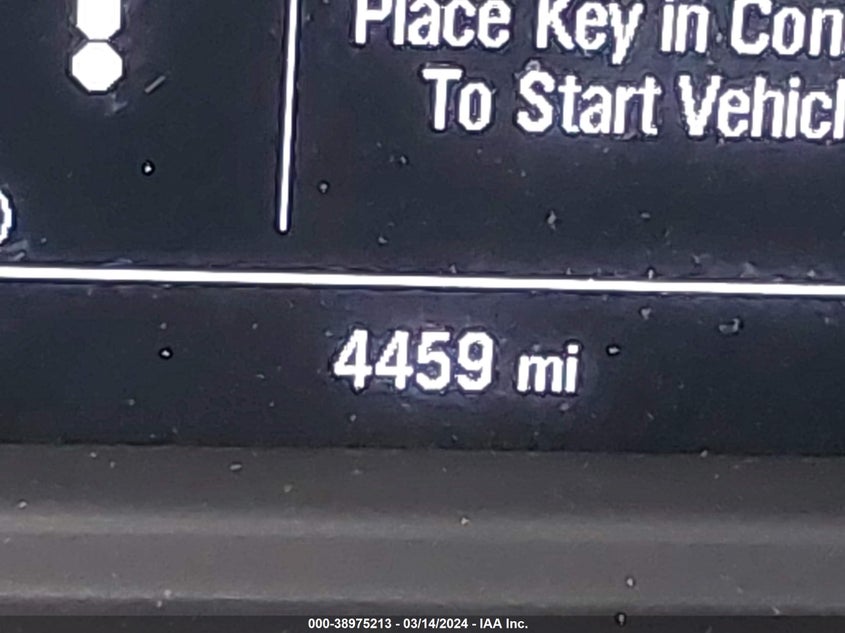 Place Key in Con
To Start Vehicl
4459 mi
000-38975213 - 03/14/2024 - IAA Inc.